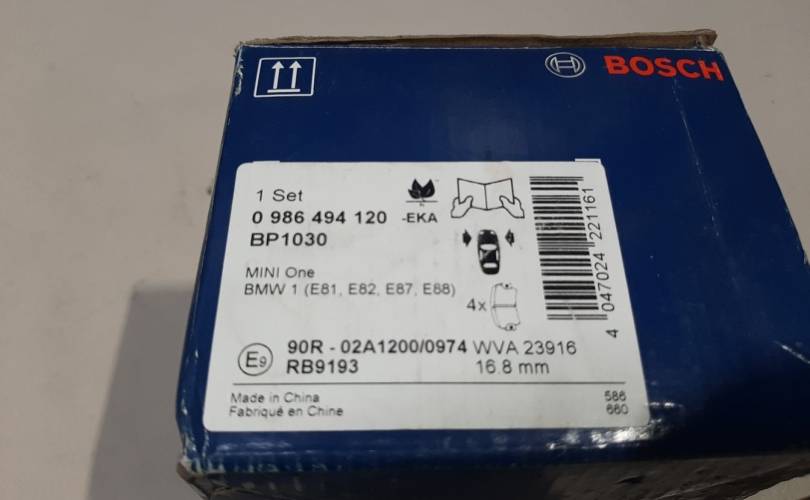 BOSCH
1 Set
0 986 494 120 -EKA
BP1030
MINI One
BMW 1 (E81, E82, E87, E88)
4x
4 047024 221161
E9
90R - 02A1200/0974 WVA 23916
RB9193 16.8 mm
Made in China 586
Fabriqué en Chine 660